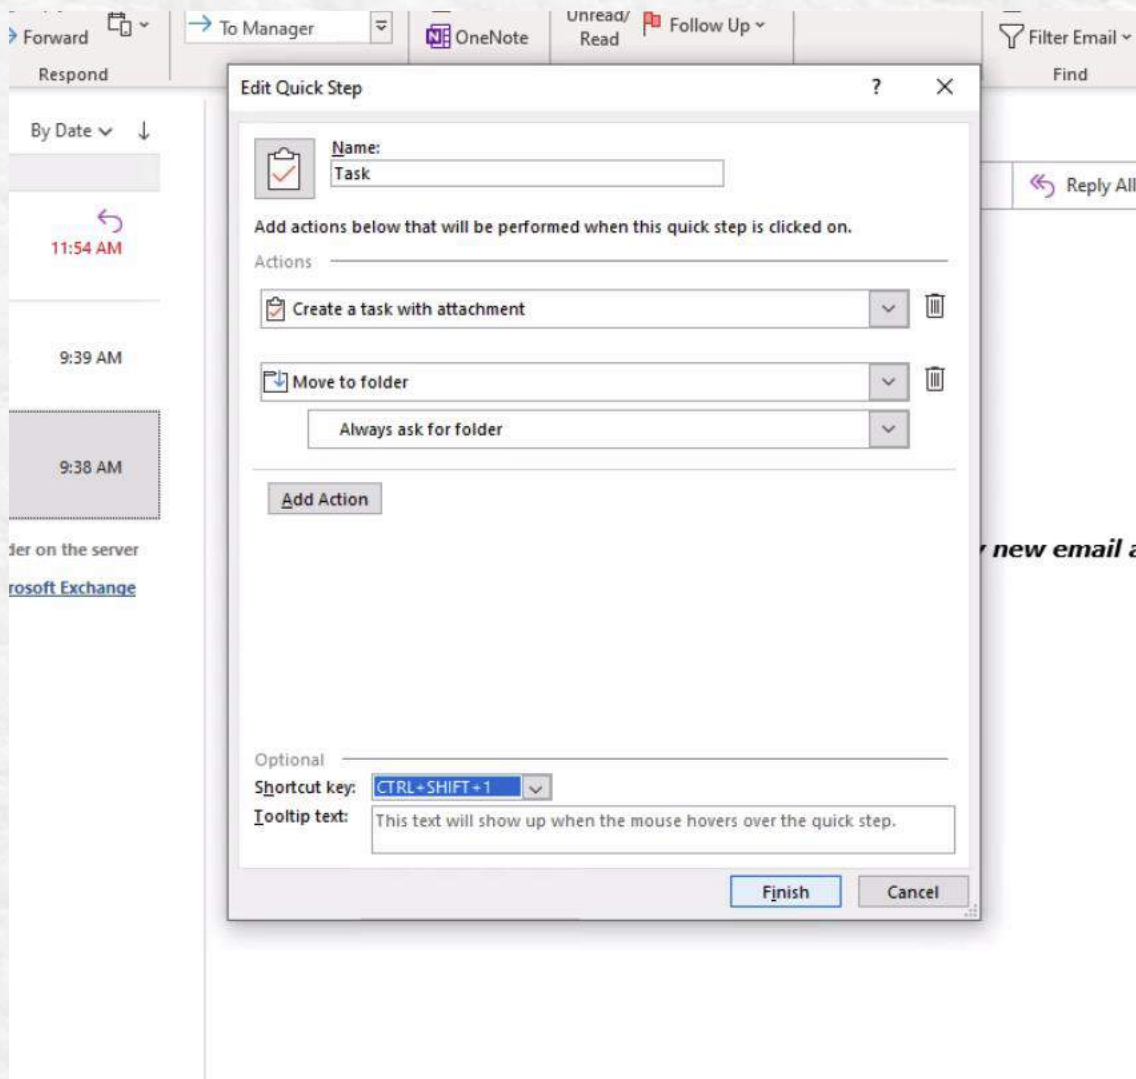 Forward
To Manager
OneNote
Unread/
Read
Follow Up
Filter Email
Respond
Find
By Date
11:54 AM
9:39 AM
9:38 AM
der on the server
rosoft Exchange
Edit Quick Step
?
Name:
Task
Add actions below that will be performed when this quick step is clicked on.
Actions
Create a task with attachment
Move to folder
Always ask for folder
Add Action
Optional
Shortcut key:
CTRL+SHIFT+1
Tooltip text:
This text will show up when the mouse hovers over the quick step.
Finish
Cancel
Reply All
new email a